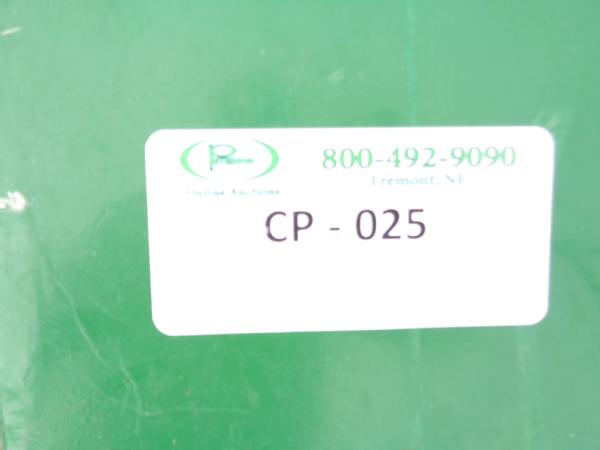 800-492-9090
Fremont, NE
Online Auctions
CP - 025